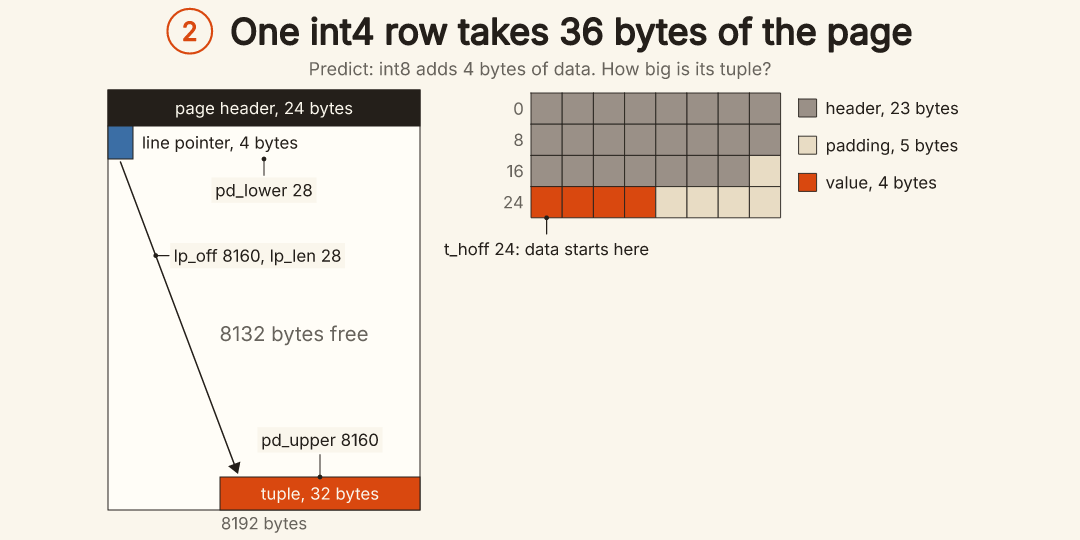 2 One int4 row takes 36 bytes of the page
Predict: int8 adds 4 bytes of data. How big is its tuple?
page header, 24 bytes
line pointer, 4 bytes
pd_lower 28
lp_off 8160, lp_len 28
8132 bytes free
pd_upper 8160
tuple, 32 bytes
8192 bytes
0
8
16
24
t_hoff 24: data starts here
header, 23 bytes
padding, 5 bytes
value, 4 bytes